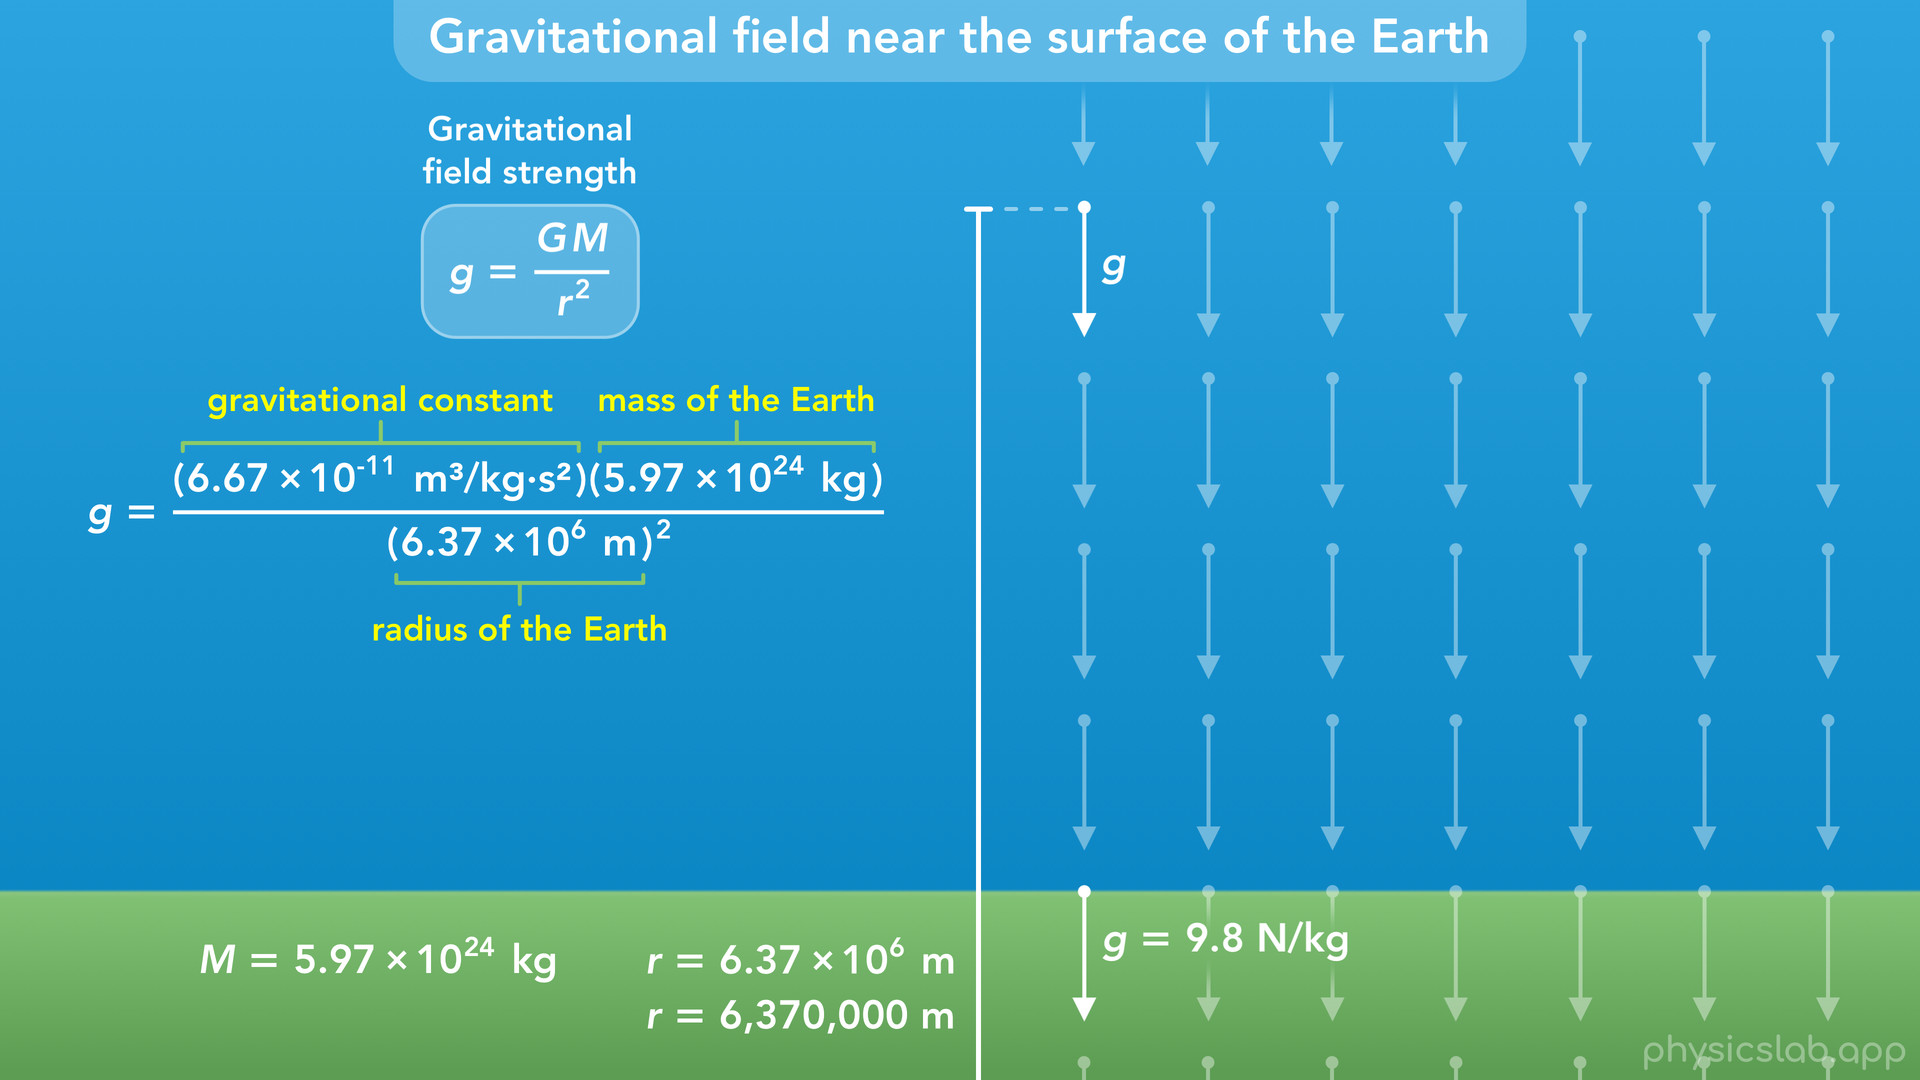 Gravitational field near the surface of the Earth
Gravitational
field strength
g = GM / r²
gravitational constant mass of the Earth
g = (6.67 × 10⁻¹¹ m³/kg·s²)(5.97 × 10²⁴ kg) / (6.37 × 10⁶ m)²
radius of the Earth
g
g = 9.8 N/kg
M = 5.97 × 10²⁴ kg
r = 6.37 × 10⁶ m
r = 6,370,000 m
physicslab.app